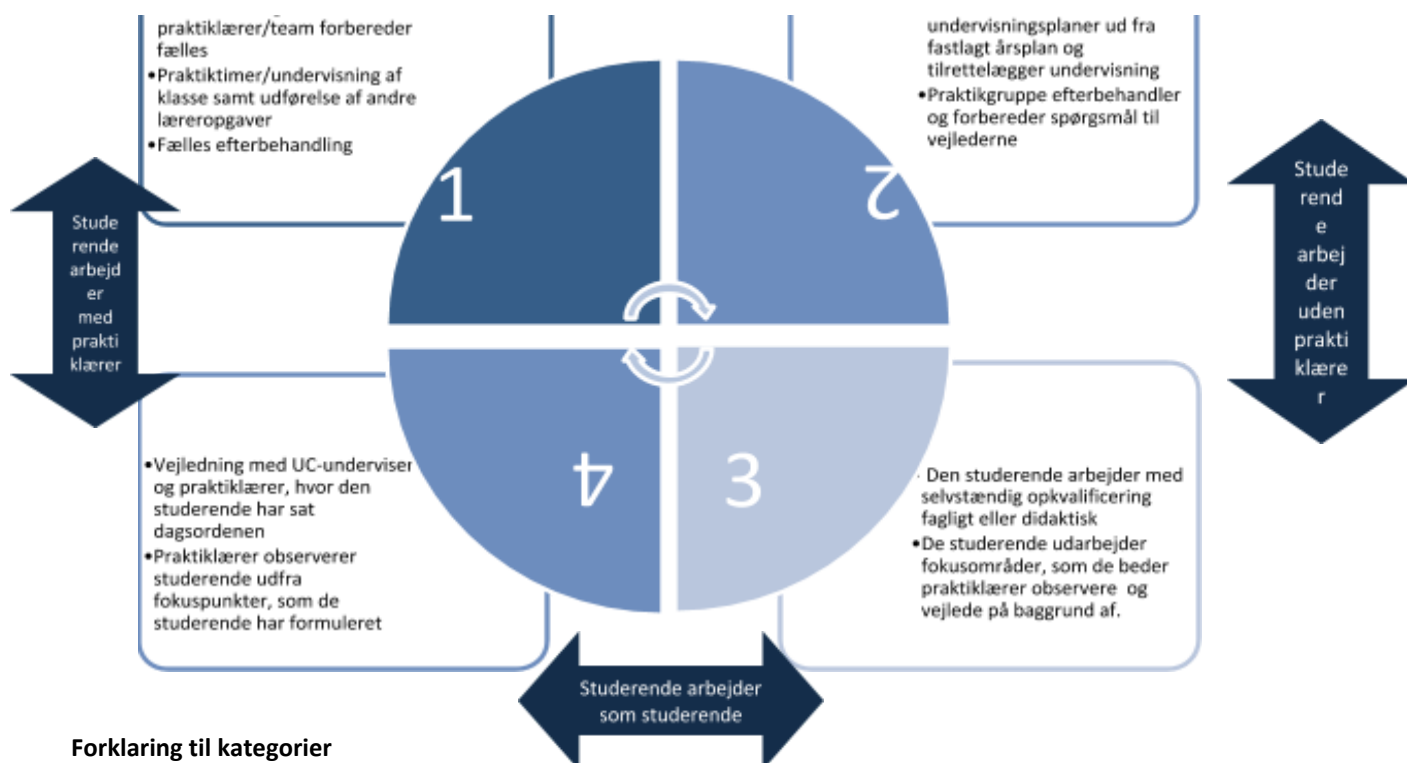 praktiklærer/team forbereder
fælles
•Praktiktimer/undervisning af
klasse samt udførelse af andre
læreropgaver
•Fælles efterbehandling
undervisningsplaner ud fra
fastlagt årsplan og
tilrettelægger undervisning
•Praktikgruppe efterbehandler
og forbereder spørgsmål til
vejlederne
1
2
Stude
rende
arbejd
er
med
prakti
klærer
Stude
rend
e
arbej
der
uden
prakti
klære
r
4
3
•Vejledning med UC-underviser
og praktiklærer, hvor den
studerende har sat
dagsordenen
•Praktiklærer observerer
studerende udfra
fokuspunkter, som de
studerende har formuleret
· Den studerende arbejder med
selvstændig opkvalificering
fagligt eller didaktisk
•De studerende udarbejder
fokusområder, som de beder
praktiklærer observere og
vejlede på baggrund af.
Studerende arbejder
som studerende
Forklaring til kategorier